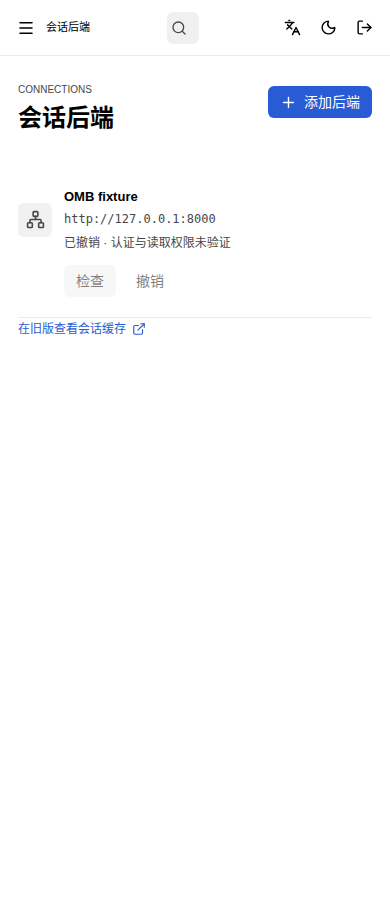 会话后端
CONNECTIONS
会话后端
添加后端
OMB fixture
http://127.0.0.1:8000
已撤销 · 认证与读取权限未验证
检查
撤销
在旧版查看会话缓存